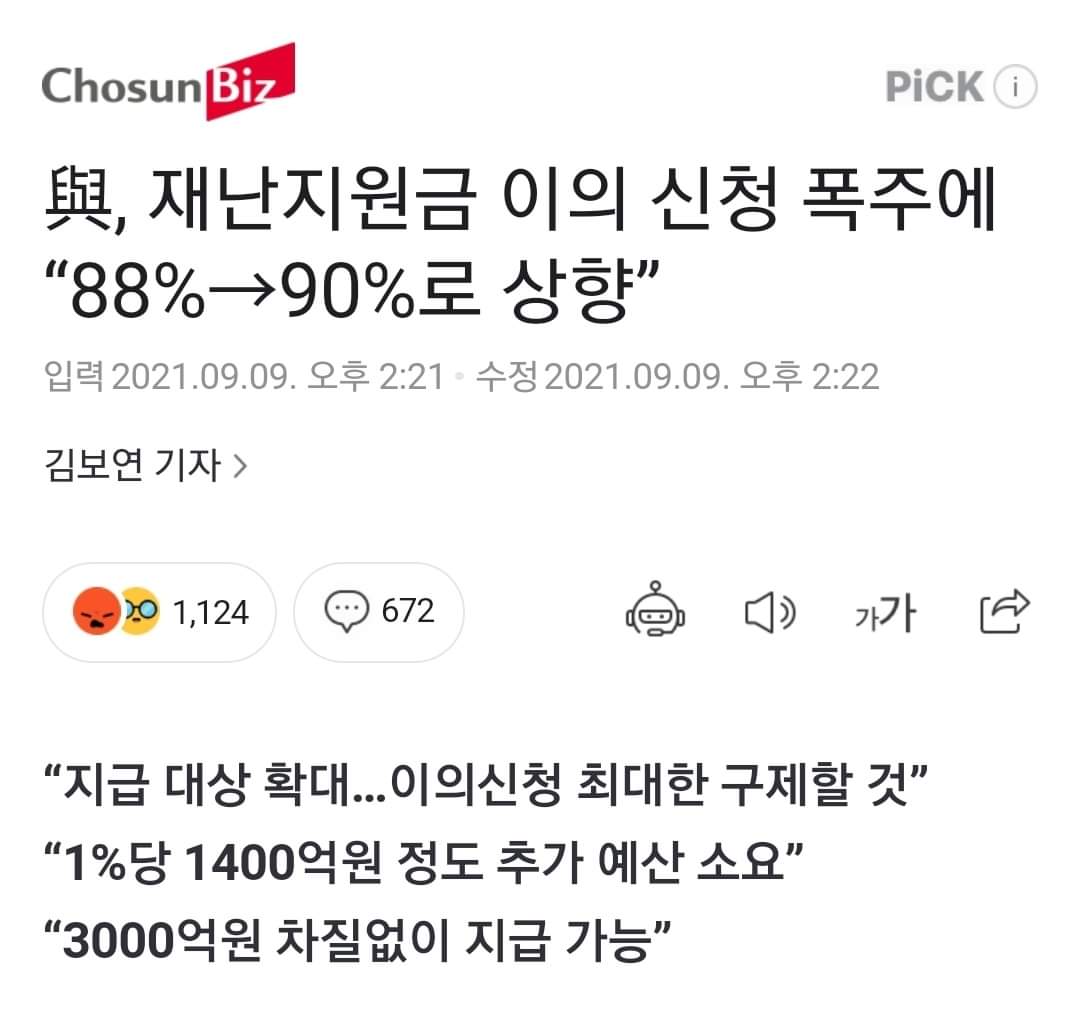 ChosunBiz
PiCK i
與, 재난지원금 이의 신청 폭주에
“88%→90%로 상향”
입력 2021.09.09. 오후 2:21 · 수정 2021.09.09. 오후 2:22
김보연 기자 >
1,124 672 가가
“지급 대상 확대...이의신청 최대한 구제할 것”
“1%당 1400억원 정도 추가 예산 소요”
“3000억원 차질없이 지급 가능”